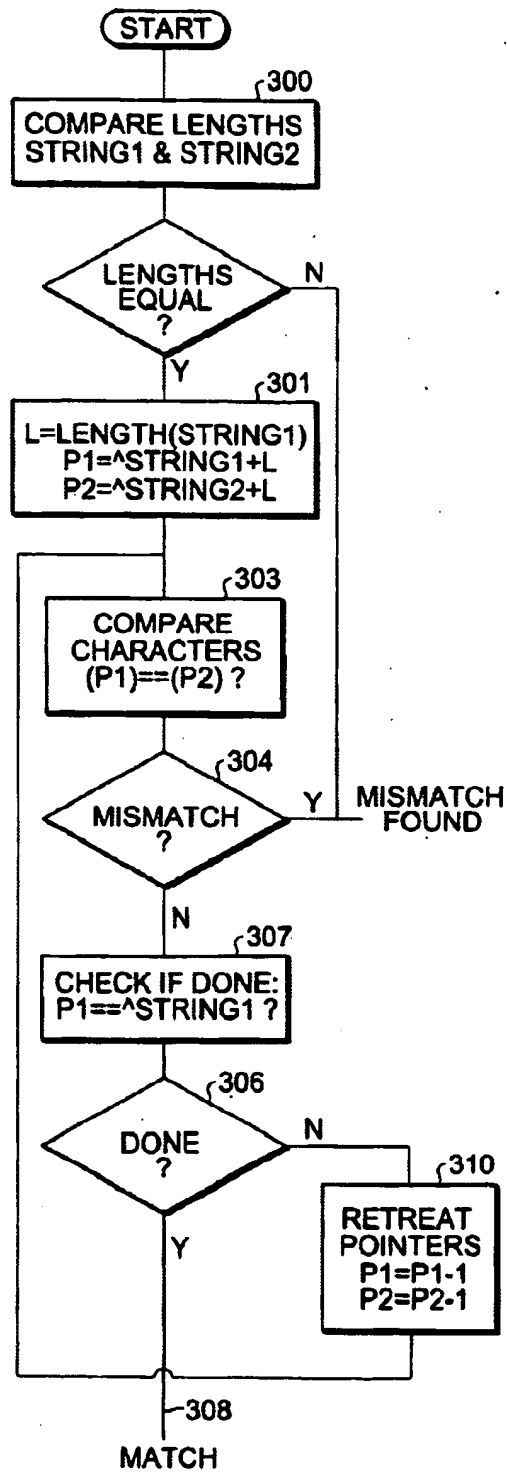 START
300
COMPARE LENGTHS
STRING1 & STRING2
LENGTHS
EQUAL
?
N
Y
301
L=LENGTH(STRING1)
P1=^STRING1+L
P2=^STRING2+L
303
COMPARE
CHARACTERS
(P1)==(P2) ?
304
MISMATCH
?
Y
MISMATCH
FOUND
N
307
CHECK IF DONE:
P1==^STRING1 ?
306
DONE
?
N
Y
310
RETREAT
POINTERS
P1=P1-1
P2=P2-1
308
MATCH